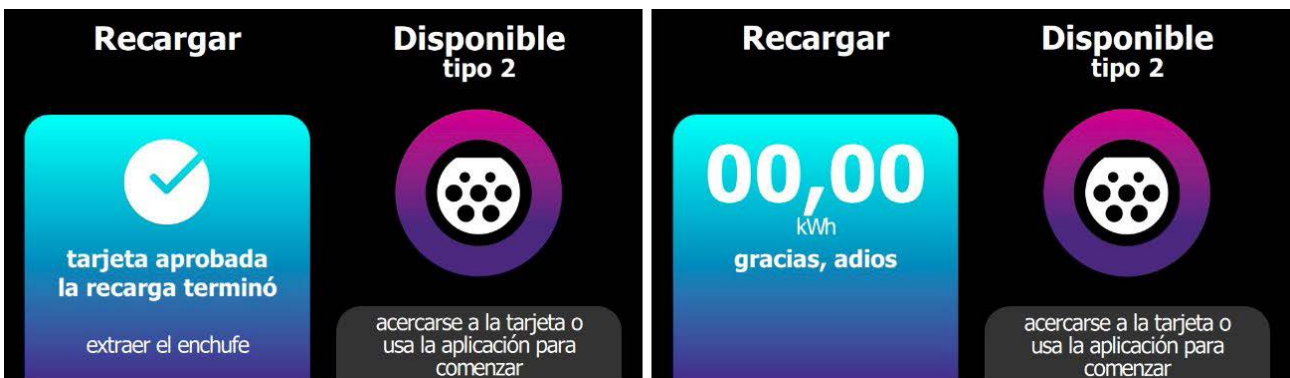 Recargar
tarjeta aprobada
la recarga terminó
extraer el enchufe
Disponible
tipo 2
acercarse a la tarjeta o
usa la aplicación para
comenzar
Recargar
00,00
kWh
gracias, adios
Disponible
tipo 2
acercarse a la tarjeta o
usa la aplicación para
comenzar